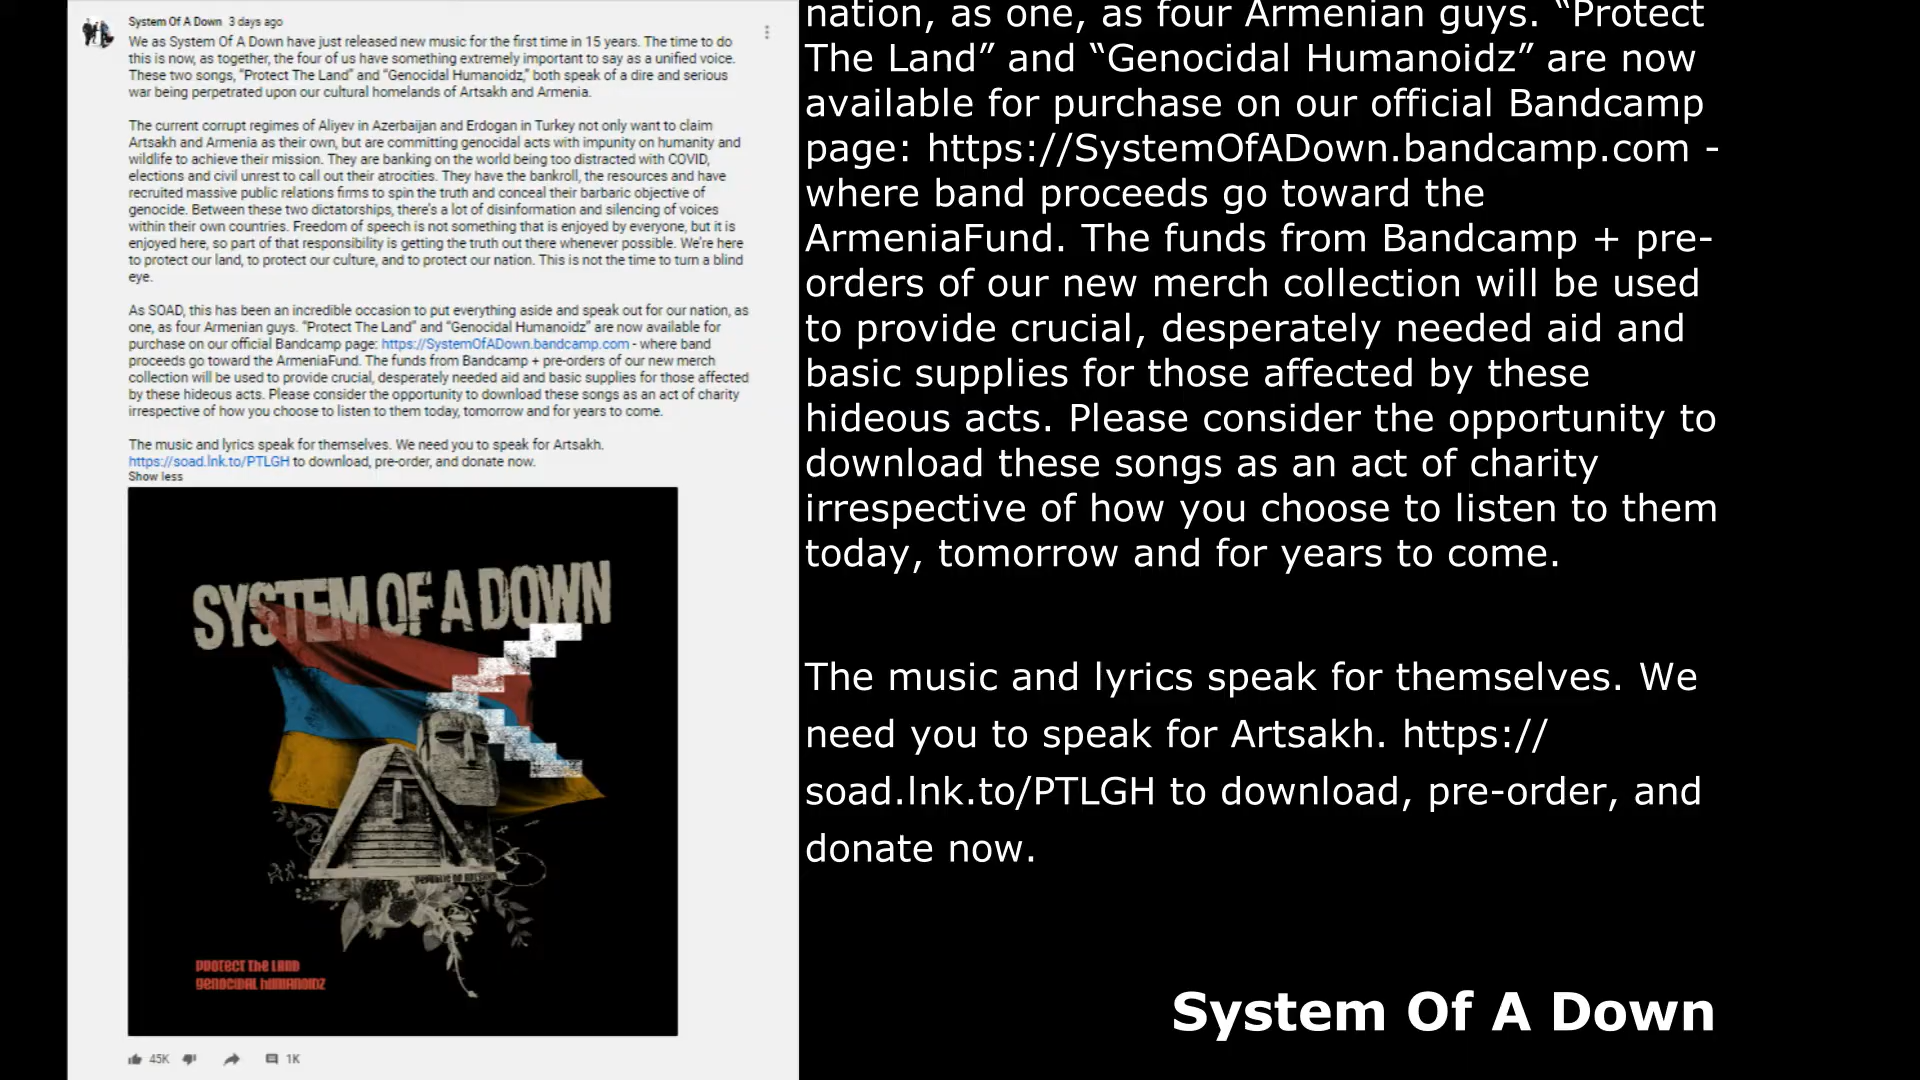 System Of A Down 3 days ago
We as System Of A Down have just released new music for the first time in 15 years. The time to do
this is now, as together, the four of us have something extremely important to say as a unified voice.
These two songs, “Protect The Land” and “Genocidal Humanoidz,” both speak of a dire and serious
war being perpetrated upon our cultural homelands of Artsakh and Armenia.
The current corrupt regimes of Aliyev in Azerbaijan and Erdogan in Turkey not only want to claim
Artsakh and Armenia as their own, but are committing genocidal acts with impunity on humanity and
wildlife to achieve their mission. They are banking on the world being too distracted with COVID,
elections and civil unrest to call out their atrocities. They have the bankroll, the resources and have
recruited massive public relations firms to spin the truth and conceal their barbaric objective of
genocide. Between these two dictatorships, there’s a lot of disinformation and silencing of voices
within their own countries. Freedom of speech is not something that is enjoyed by everyone, but it is
enjoyed here, so part of that responsibility is getting the truth out there whenever possible. We’re here
to protect our land, to protect our culture, and to protect our nation. This is not the time to turn a blind
eye.
As SOAD, this has been an incredible occasion to put everything aside and speak out for our nation, as
one, as four Armenian guys. “Protect The Land” and “Genocidal Humanoidz” are now available for
purchase on our official Bandcamp page: https://SystemOfADown.bandcamp.com - where band
proceeds go toward the ArmeniaFund. The funds from Bandcamp + pre-orders of our new merch
collection will be used to provide crucial, desperately needed aid and basic supplies for those affected
by these hideous acts. Please consider the opportunity to download these songs as an act of charity
irrespective of how you choose to listen to them today, tomorrow and for years to come.
The music and lyrics speak for themselves. We need you to speak for Artsakh.
https://soad.lnk.to/PTLGH to download, pre-order, and donate now.
Show less
SYSTEM OF A DOWN
REPUBLIC OF ARTSAKH
PROTECT THE LAND
GENOCIDAL HUMANOIDZ
45K
1K
nation, as one, as four Armenian guys. “Protect
The Land” and “Genocidal Humanoidz” are now
available for purchase on our official Bandcamp
page: https://SystemOfADown.bandcamp.com -
where band proceeds go toward the
ArmeniaFund. The funds from Bandcamp + pre-
orders of our new merch collection will be used
to provide crucial, desperately needed aid and
basic supplies for those affected by these
hideous acts. Please consider the opportunity to
download these songs as an act of charity
irrespective of how you choose to listen to them
today, tomorrow and for years to come.
The music and lyrics speak for themselves. We
need you to speak for Artsakh. https://
soad.lnk.to/PTLGH to download, pre-order, and
donate now.
System Of A Down